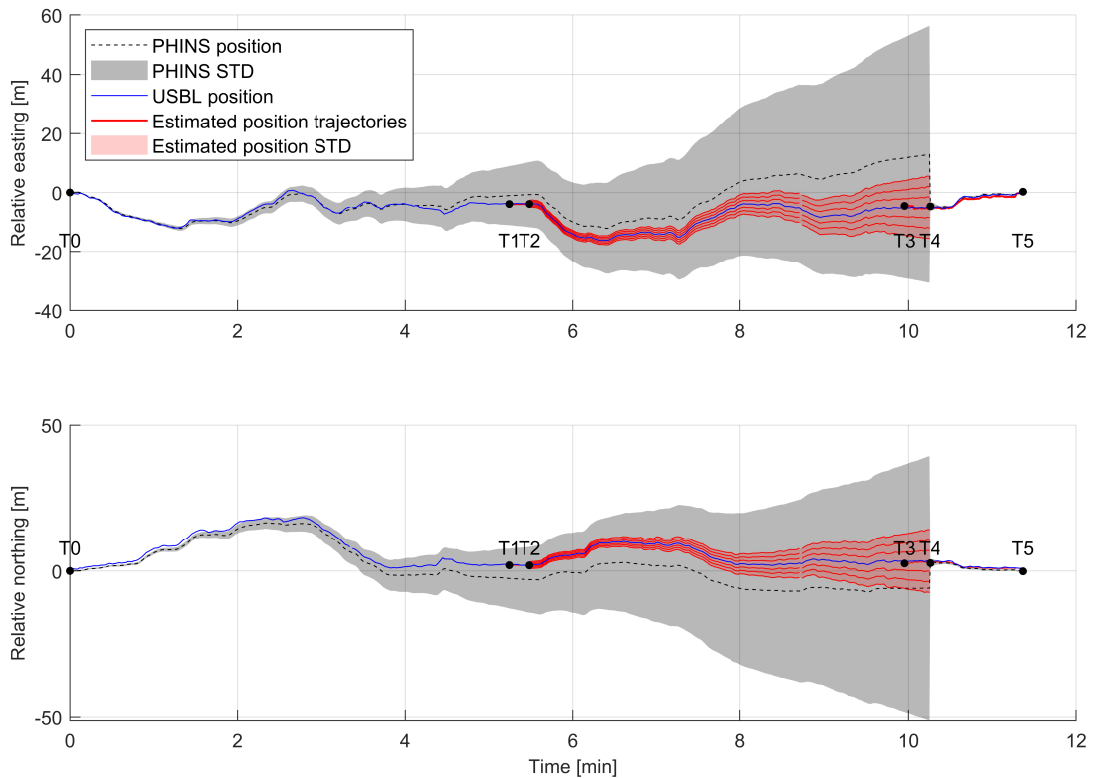 60
40
20
0
-20
-40
Relative easting [m]
PHINS position
PHINS STD
USBL position
Estimated position trajectories
Estimated position STD
T0
T1T2
T3 T4
T5
0 2 4 6 8 10 12
50
0
-50
Relative northing [m]
T0
T1T2
T3 T4
T5
0 2 4 6 8 10 12
Time [min]